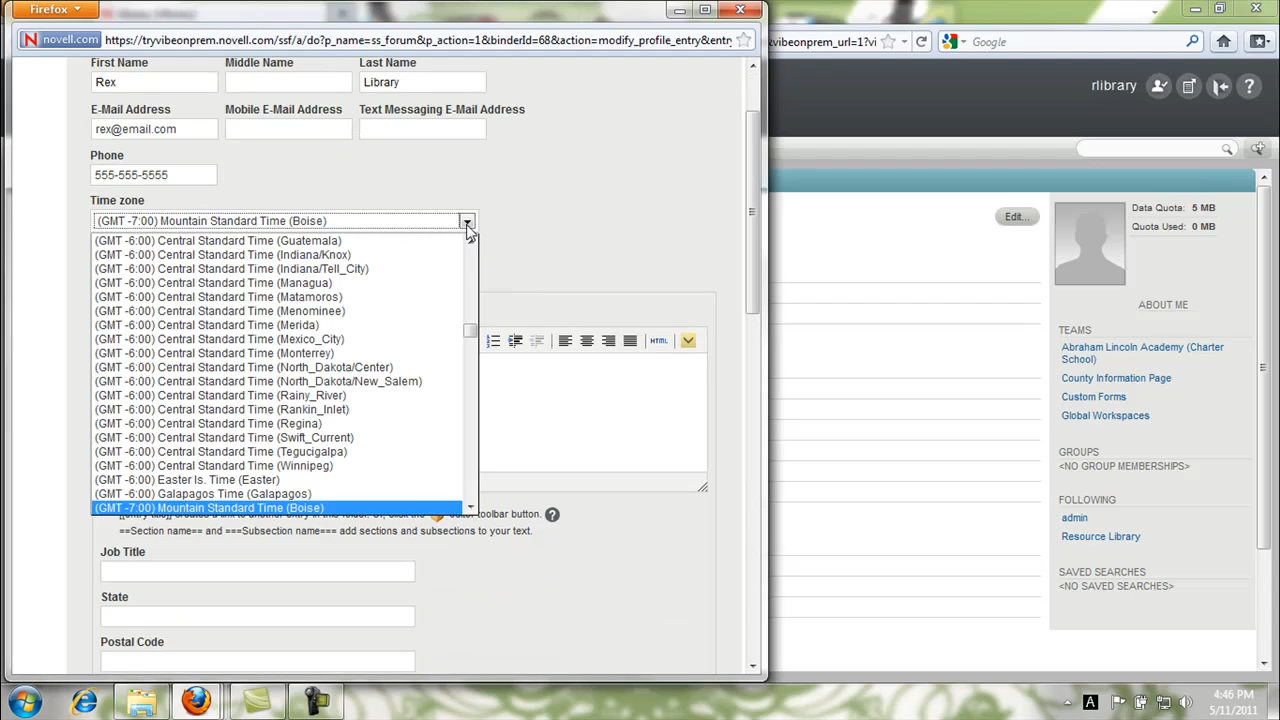 Firefox
novell.com
https://tryvibeonprem.novell.com/ssf/a/do?p_name=ss_forum&p_action=1&binderId=68&action=modify_profile_entry&entry
vibeonprem_url=1?vi
Google
First Name
Middle Name
Last Name
Rex
Library
E-Mail Address
Mobile E-Mail Address
Text Messaging E-Mail Address
rex@email.com
Phone
555-555-5555
Time zone
(GMT -7:00) Mountain Standard Time (Boise)
(GMT -6:00) Central Standard Time (Guatemala)
(GMT -6:00) Central Standard Time (Indiana/Knox)
(GMT -6:00) Central Standard Time (Indiana/Tell_City)
(GMT -6:00) Central Standard Time (Managua)
(GMT -6:00) Central Standard Time (Matamoros)
(GMT -6:00) Central Standard Time (Menominee)
(GMT -6:00) Central Standard Time (Merida)
(GMT -6:00) Central Standard Time (Mexico_City)
(GMT -6:00) Central Standard Time (Monterrey)
(GMT -6:00) Central Standard Time (North_Dakota/Center)
(GMT -6:00) Central Standard Time (North_Dakota/New_Salem)
(GMT -6:00) Central Standard Time (Rainy_River)
(GMT -6:00) Central Standard Time (Rankin_Inlet)
(GMT -6:00) Central Standard Time (Regina)
(GMT -6:00) Central Standard Time (Swift_Current)
(GMT -6:00) Central Standard Time (Tegucigalpa)
(GMT -6:00) Central Standard Time (Winnipeg)
(GMT -6:00) Easter Is. Time (Easter)
(GMT -6:00) Galapagos Time (Galapagos)
(GMT -7:00) Mountain Standard Time (Boise)
HTML
toolbar button.
==Section name== and ===Subsection name=== add sections and subsections to your text.
Job Title
State
Postal Code
rlibrary
Edit...
Data Quota: 5 MB
Quota Used: 0 MB
ABOUT ME
TEAMS
Abraham Lincoln Academy (Charter
School)
County Information Page
Custom Forms
Global Workspaces
GROUPS
<NO GROUP MEMBERSHIPS>
FOLLOWING
admin
Resource Library
SAVED SEARCHES
<NO SAVED SEARCHES>
A
4:46 PM
5/11/2011